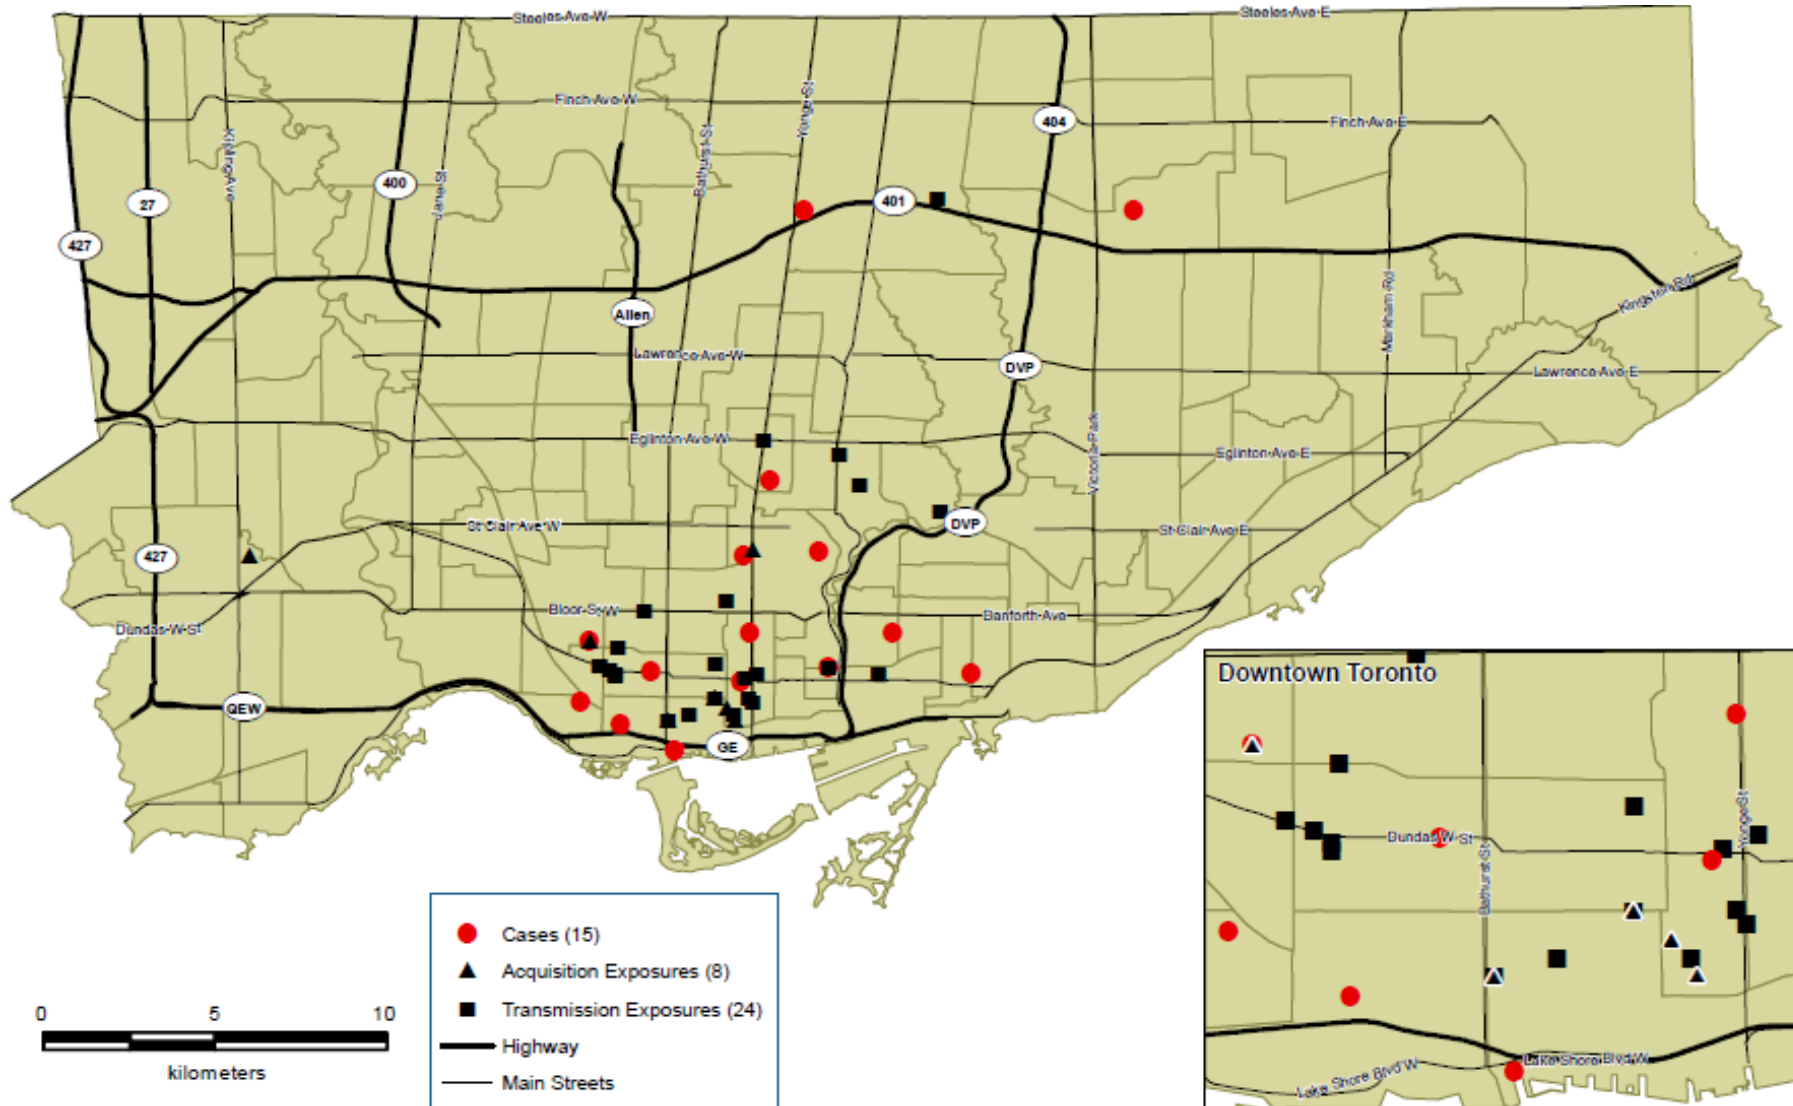 Steeles Ave W
Steeles Ave E
Finch Ave W
Yonge St
404
Finch Ave E
Kipling Ave
Bathurst St
400
Jane St
27
401
427
Allen
Markham Rd
Kingston Rd
Lawrence Ave W
DVP
Lawrence Ave E
Eglinton Ave W
Victoria Park
Eglinton Ave E
St Clair Ave W
DVP
St Clair Ave E
427
Bloor St W
Danforth Ave
Dundas W St
QEW
GE
Downtown Toronto
Yonge St
Dundas W St
Bathurst St
Lake Shore Blvd W
Lake Shore Blvd W
Cases (15)
Acquisition Exposures (8)
Transmission Exposures (24)
Highway
Main Streets
0 5 10
kilometers